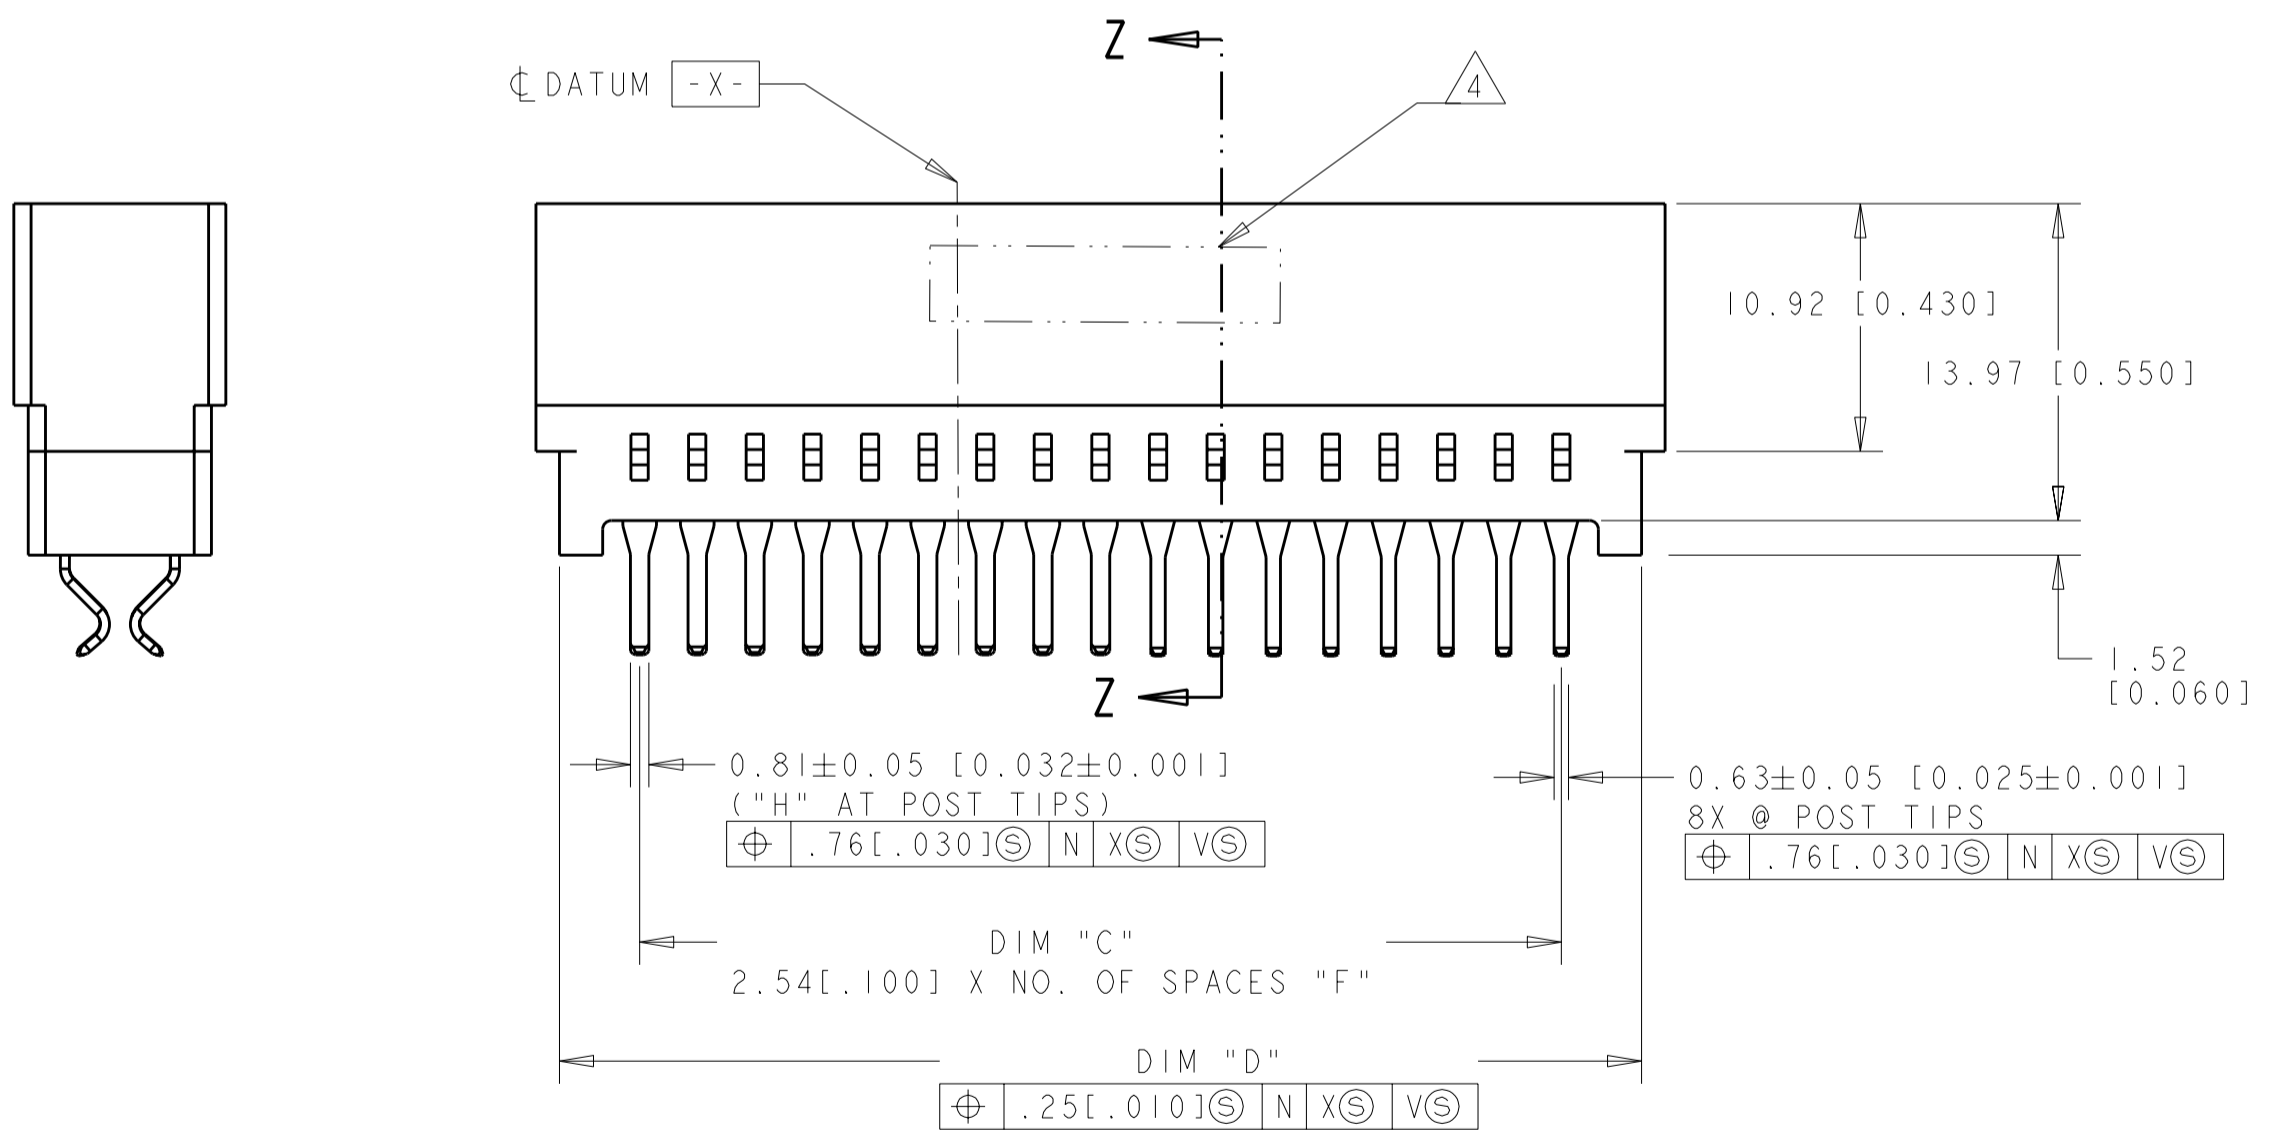 Z
℄ DATUM -X-
4
10.92 [0.430]
13.97 [0.550]
1.52
[0.060]
Z
0.81±0.05 [0.032±0.001]
("H" AT POST TIPS)
⌖ .76[.030]Ⓢ N XⓈ VⓈ
0.63±0.05 [0.025±0.001]
8X @ POST TIPS
⌖ .76[.030]Ⓢ N XⓈ VⓈ
DIM "C"
2.54[.100] X NO. OF SPACES "F"
DIM "D"
⌖ .25[.010]Ⓢ N XⓈ VⓈ